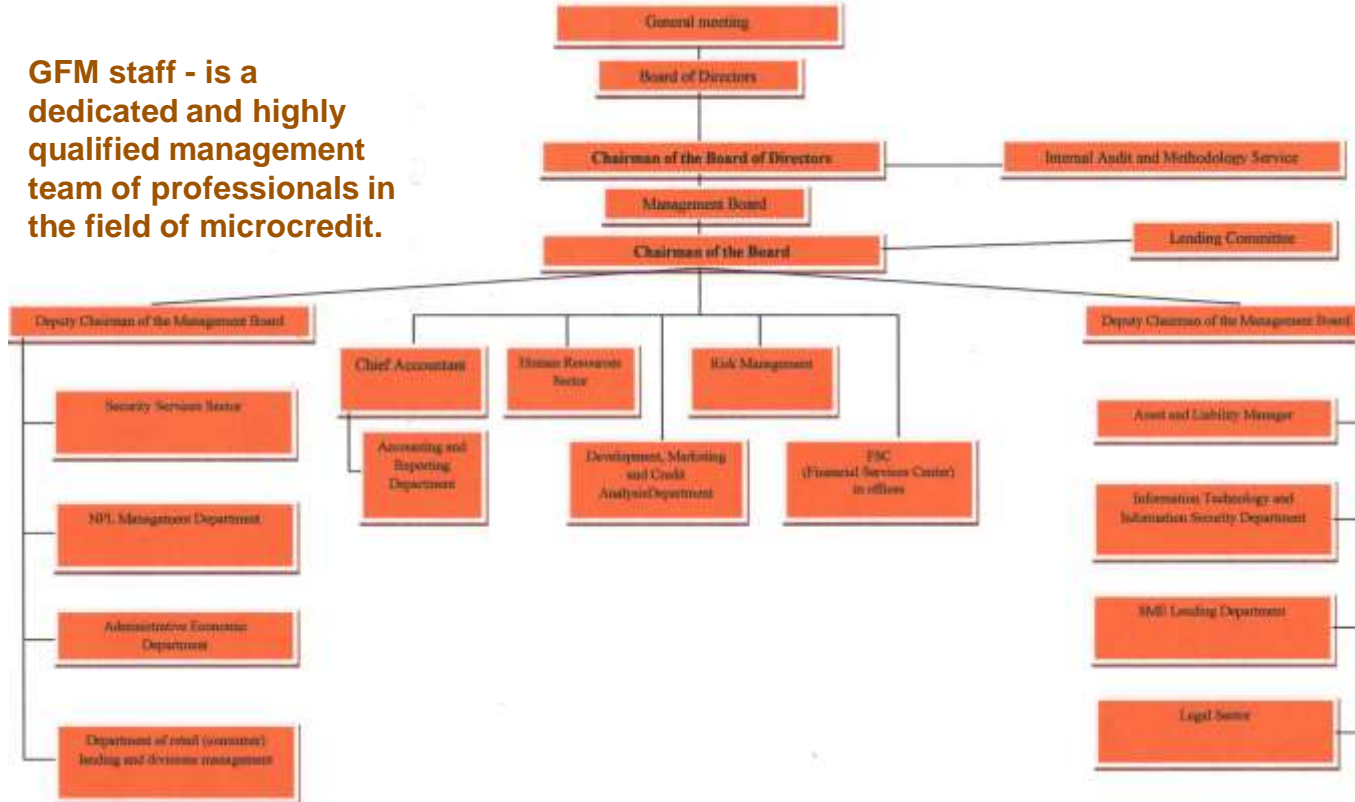 GFM staff - is a
dedicated and highly
qualified management
team of professionals in
the field of microcredit.
General meeting
Board of Directors
Chairman of the Board of Directors
Internal Audit and Methodology Service
Management Board
Chairman of the Board
Lending Committee
Deputy Chairman of the Management Board
Deputy Chairman of the Management Board
Chief Accountant
Human Resources
Sector
Risk Management
Security Services Sector
Asset and Liability Manager
Accounting and
Reporting
Department
Development, Marketing
and Credit
AnalysisDepartment
FSC
(Financial Services Center)
in offices
NPL Management Department
Information Technology and
Information Security Department
Administrative Economic
Department
SME Lending Department
Department of retail (consumer)
lending and divisions management
Legal Sector